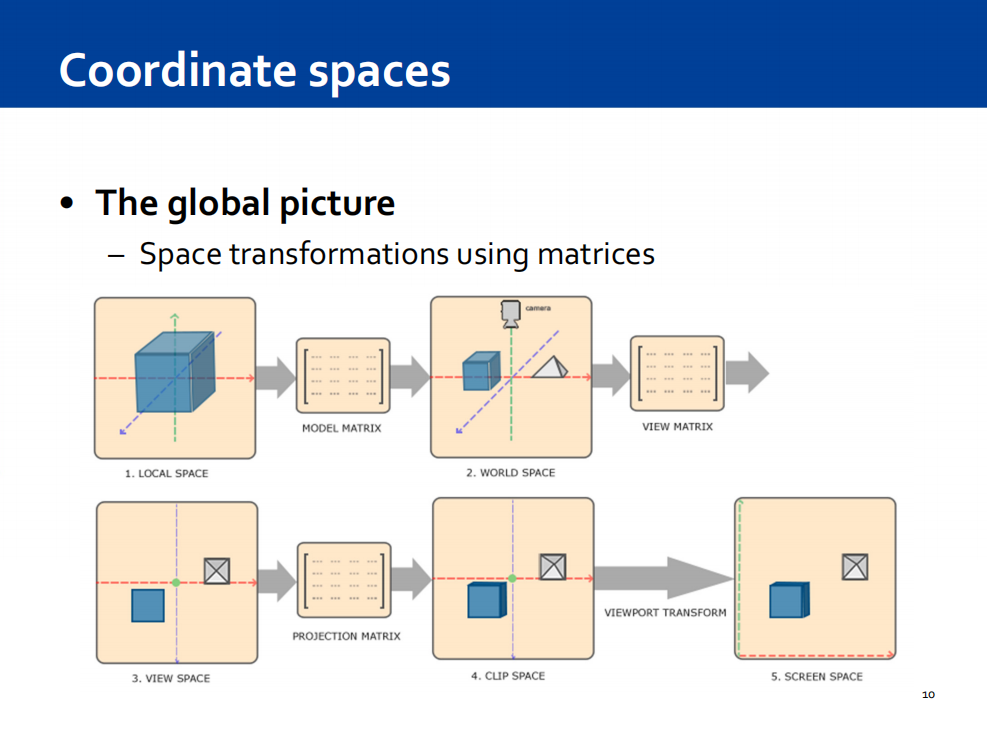 Coordinate spaces
• The global picture
– Space transformations using matrices
camera
MODEL MATRIX
VIEW MATRIX
1. LOCAL SPACE
2. WORLD SPACE
VIEWPORT TRANSFORM
PROJECTION MATRIX
3. VIEW SPACE
4. CLIP SPACE
5. SCREEN SPACE
10